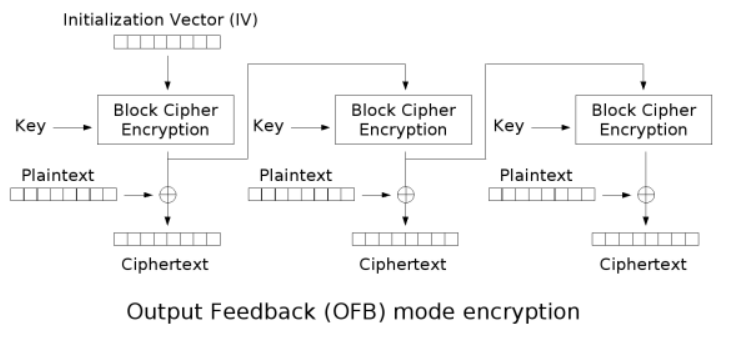 Initialization Vector (IV)
Block Cipher
Encryption
Block Cipher
Encryption
Block Cipher
Encryption
Key
Key
Key
Plaintext
Plaintext
Plaintext
Ciphertext
Ciphertext
Ciphertext
Output Feedback (OFB) mode encryption